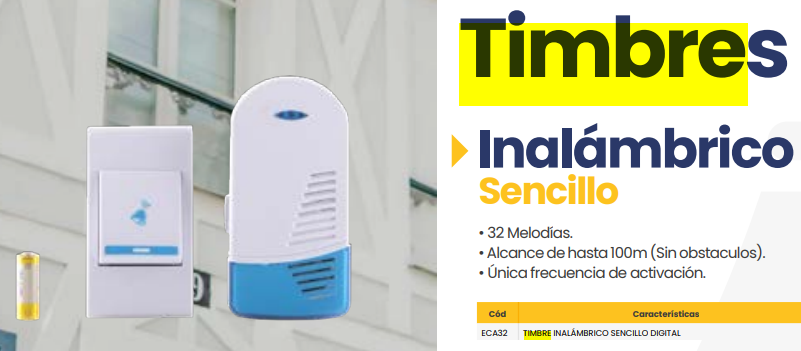 Timbres
Inalámbrico
Sencillo
• 32 Melodías.
• Alcance de hasta 100m (Sin obstaculos).
• Única frecuencia de activación.
Cód Características
ECA32 TIMBRE INALÁMBRICO SENCILLO DIGITAL